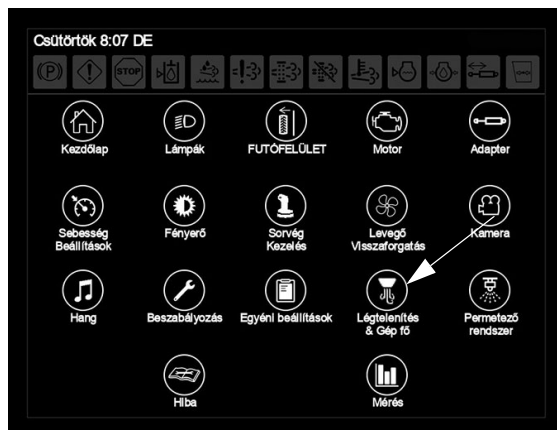 Csütörtök 8:07 DE
(P) STOP
Kezdőlap Lámpák FUTÓFELÜLET Motor Adapter
Sebesség Beállítások Fényerő Sorvég Kezelés Levegő Visszaforgatás Kamera
Hang Beszabályozás Egyéni beállítások Légtelenítés & Gép fő Permetező rendszer
Hiba Mérés